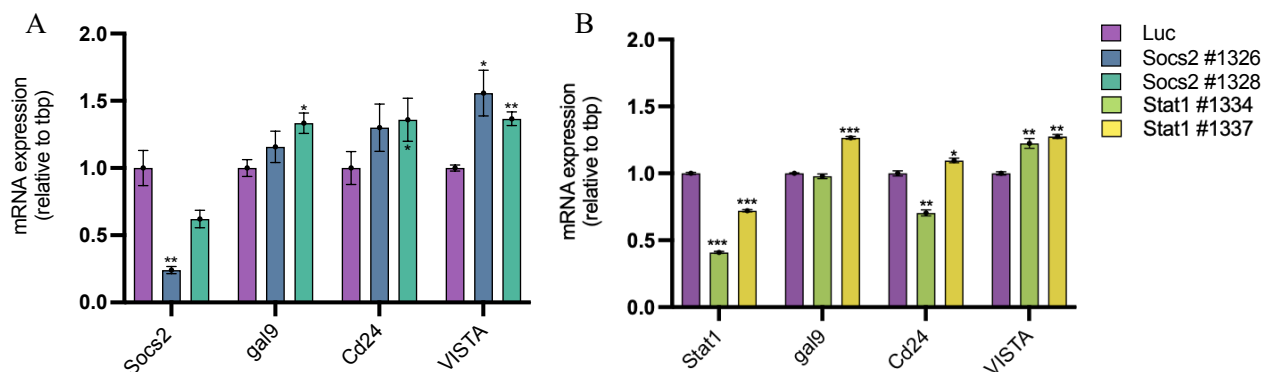 A
mRNA expression
(relative to tbp)
2.0
1.5
1.0
0.5
0.0
**
*
*
*
**
Socs2
gal9
Cd24
VISTA
B
mRNA expression
(relative to tbp)
2.0
1.5
1.0
0.5
0.0
***
***
***
**
*
**
**
Stat1
gal9
Cd24
VISTA
Luc
Socs2 #1326
Socs2 #1328
Stat1 #1334
Stat1 #1337